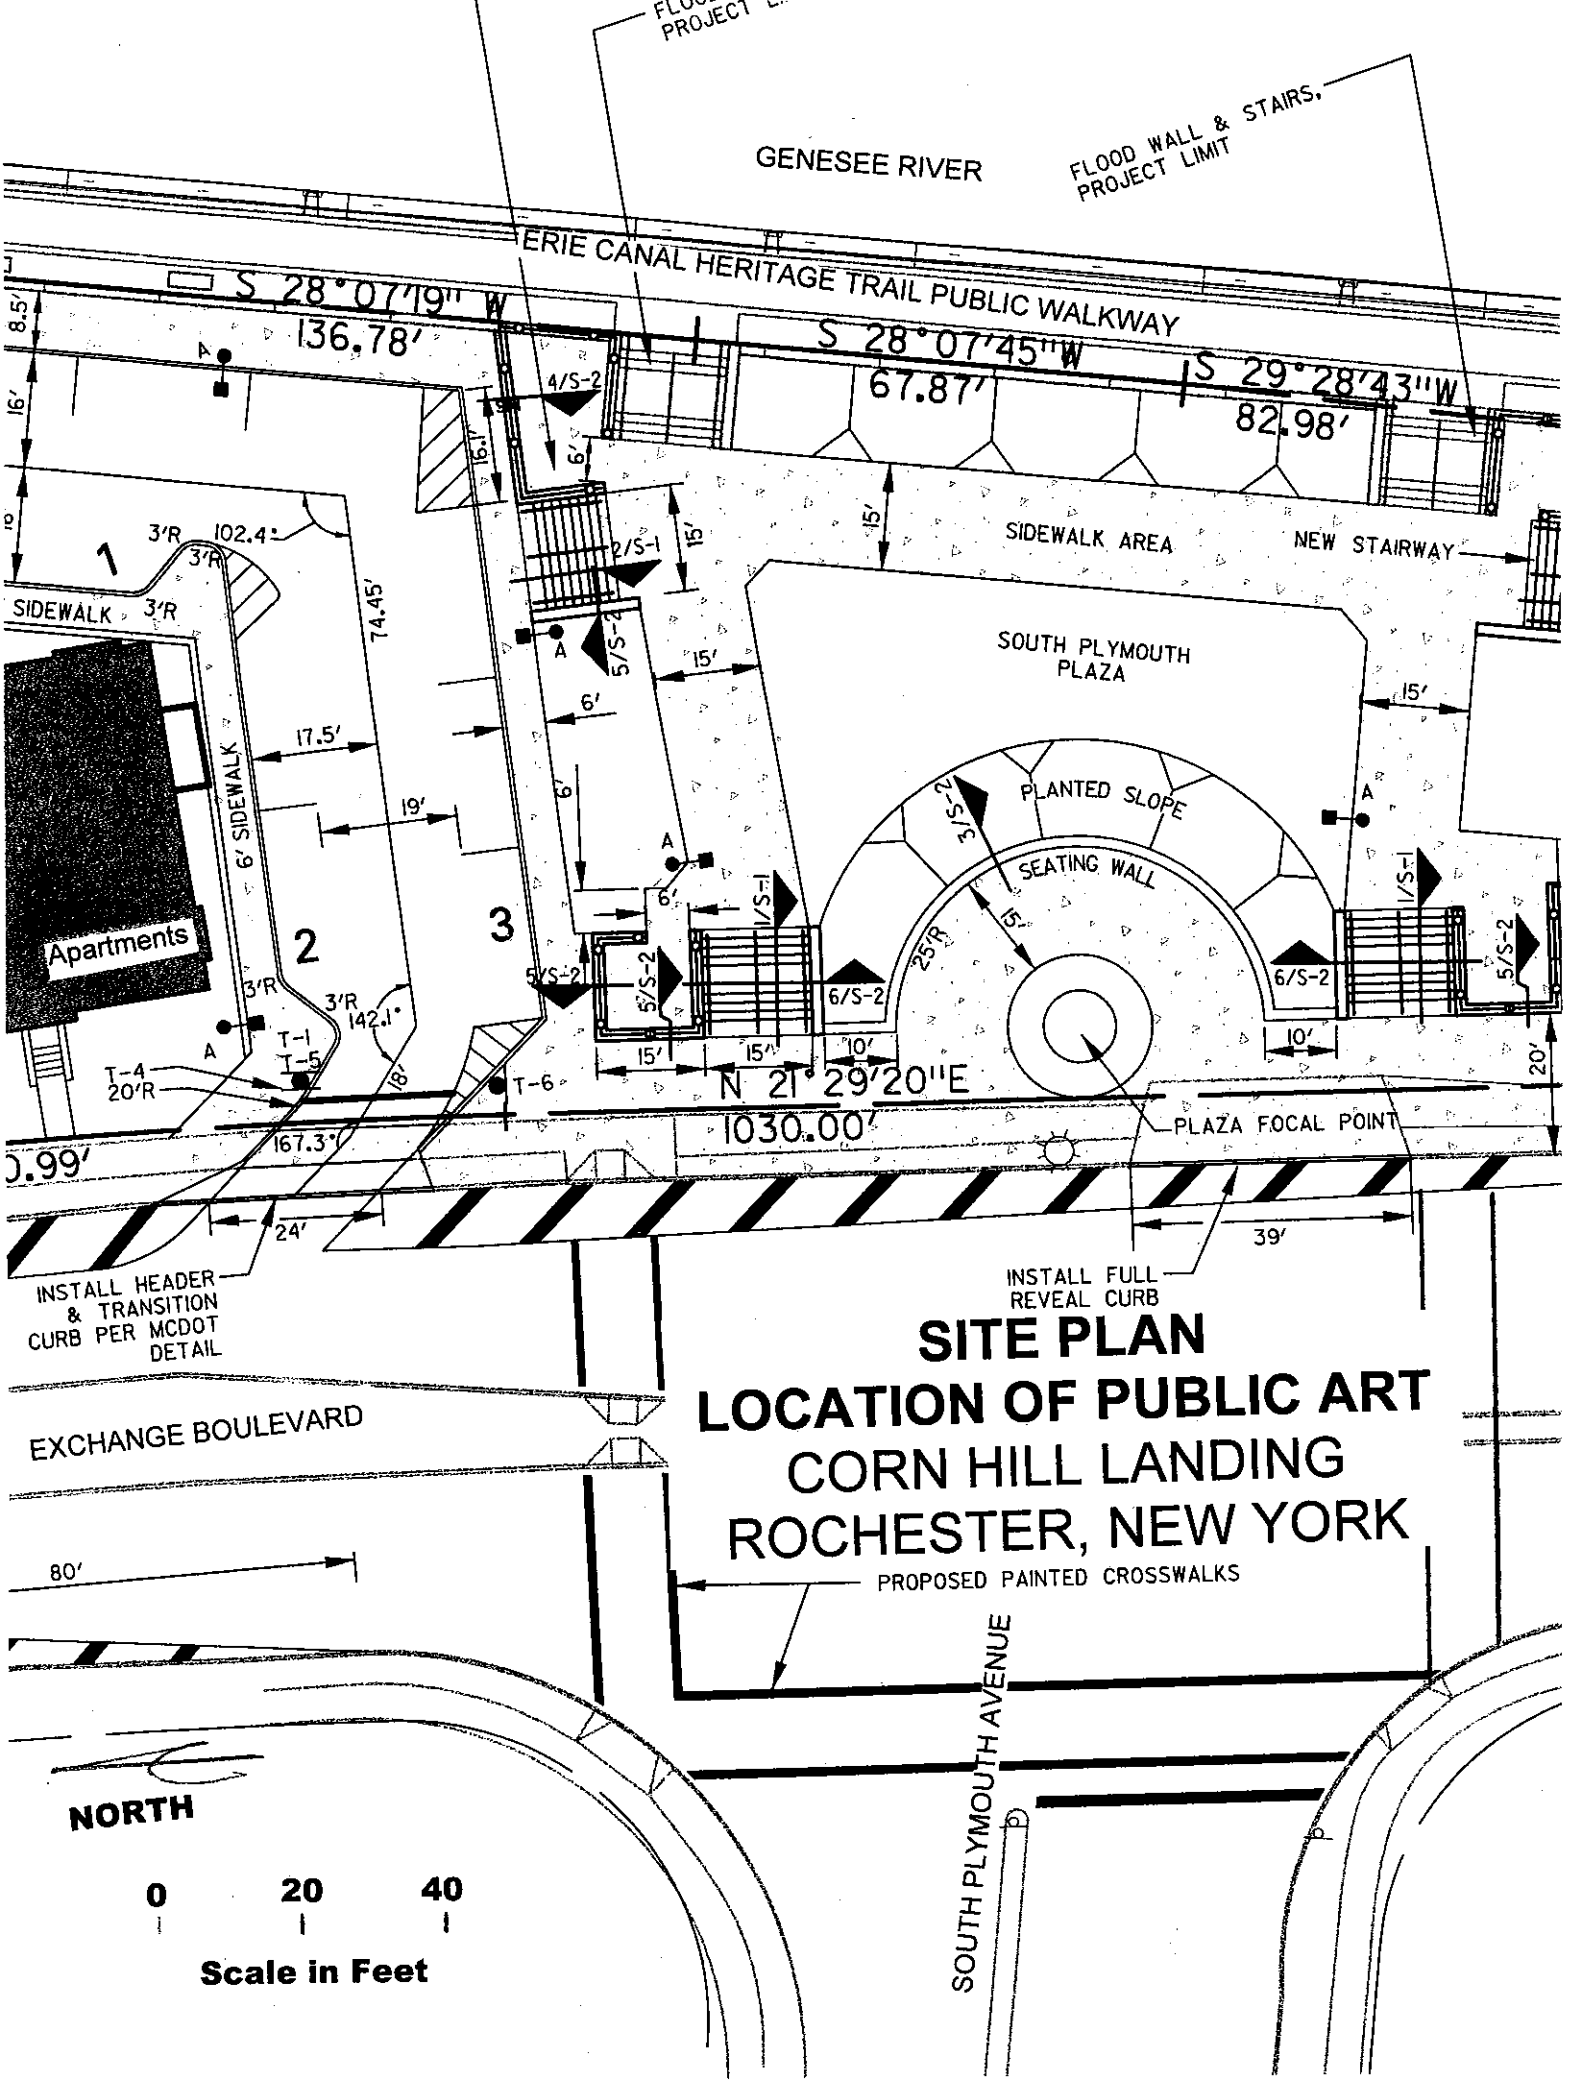 PROJECT
GENESEE RIVER
FLOOD WALL & STAIRS,
PROJECT LIMIT
ERIE CANAL HERITAGE TRAIL PUBLIC WALKWAY
S 28°07'19" W
136.78'
S 28°07'45"W
67.87'
S 29°28'43"W
82.98'
8.5'
A
4/S-2
16'
16.1'
6'
15'
15'
3'R
102.4°
1
3'R
2/S-1
SIDEWALK AREA
NEW STAIRWAY
SIDEWALK
3'R
74.45'
A
5/S-2
15'
SOUTH PLYMOUTH
PLAZA
15'
6'
17.5'
6' SIDEWALK
19'
6'
3/S-2
PLANTED SLOPE
A
SEATING WALL
A
1/S-1
1/S-1
Apartments
2
3
6'
15'
25'R
5/S-2
5/S-2
6/S-2
6/S-2
5/S-2
3'R
3'R
142.1°
A
T-1
T-5
T-4
20'R
18'
T-6
15'
15'
10'
10'
20'
N 21°29'20"E
1030.00'
167.3°
0.99'
PLAZA FOCAL POINT
24'
39'
INSTALL HEADER
& TRANSITION
CURB PER MCDOT
DETAIL
INSTALL FULL
REVEAL CURB
SITE PLAN
LOCATION OF PUBLIC ART
CORN HILL LANDING
ROCHESTER, NEW YORK
EXCHANGE BOULEVARD
80'
PROPOSED PAINTED CROSSWALKS
SOUTH PLYMOUTH AVENUE
NORTH
0 20 40
Scale in Feet